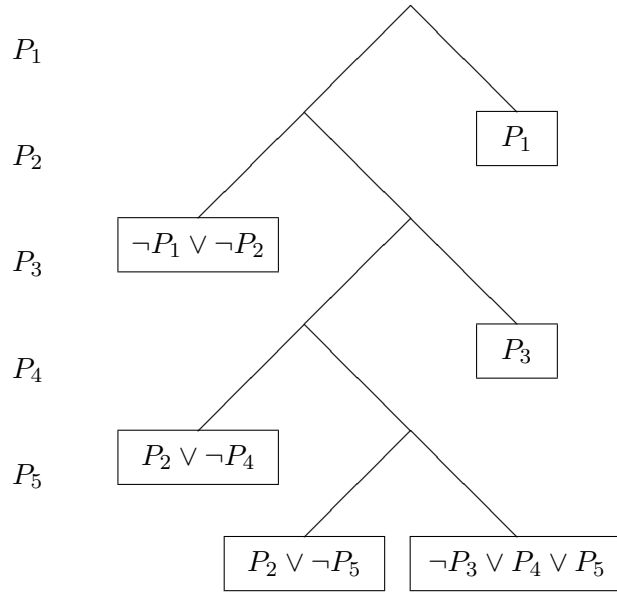 P₁
P₁
P₂
¬P₁ ∨ ¬P₂
P₃
P₃
P₄
P₂ ∨ ¬P₄
P₅
P₂ ∨ ¬P₅
¬P₃ ∨ P₄ ∨ P₅